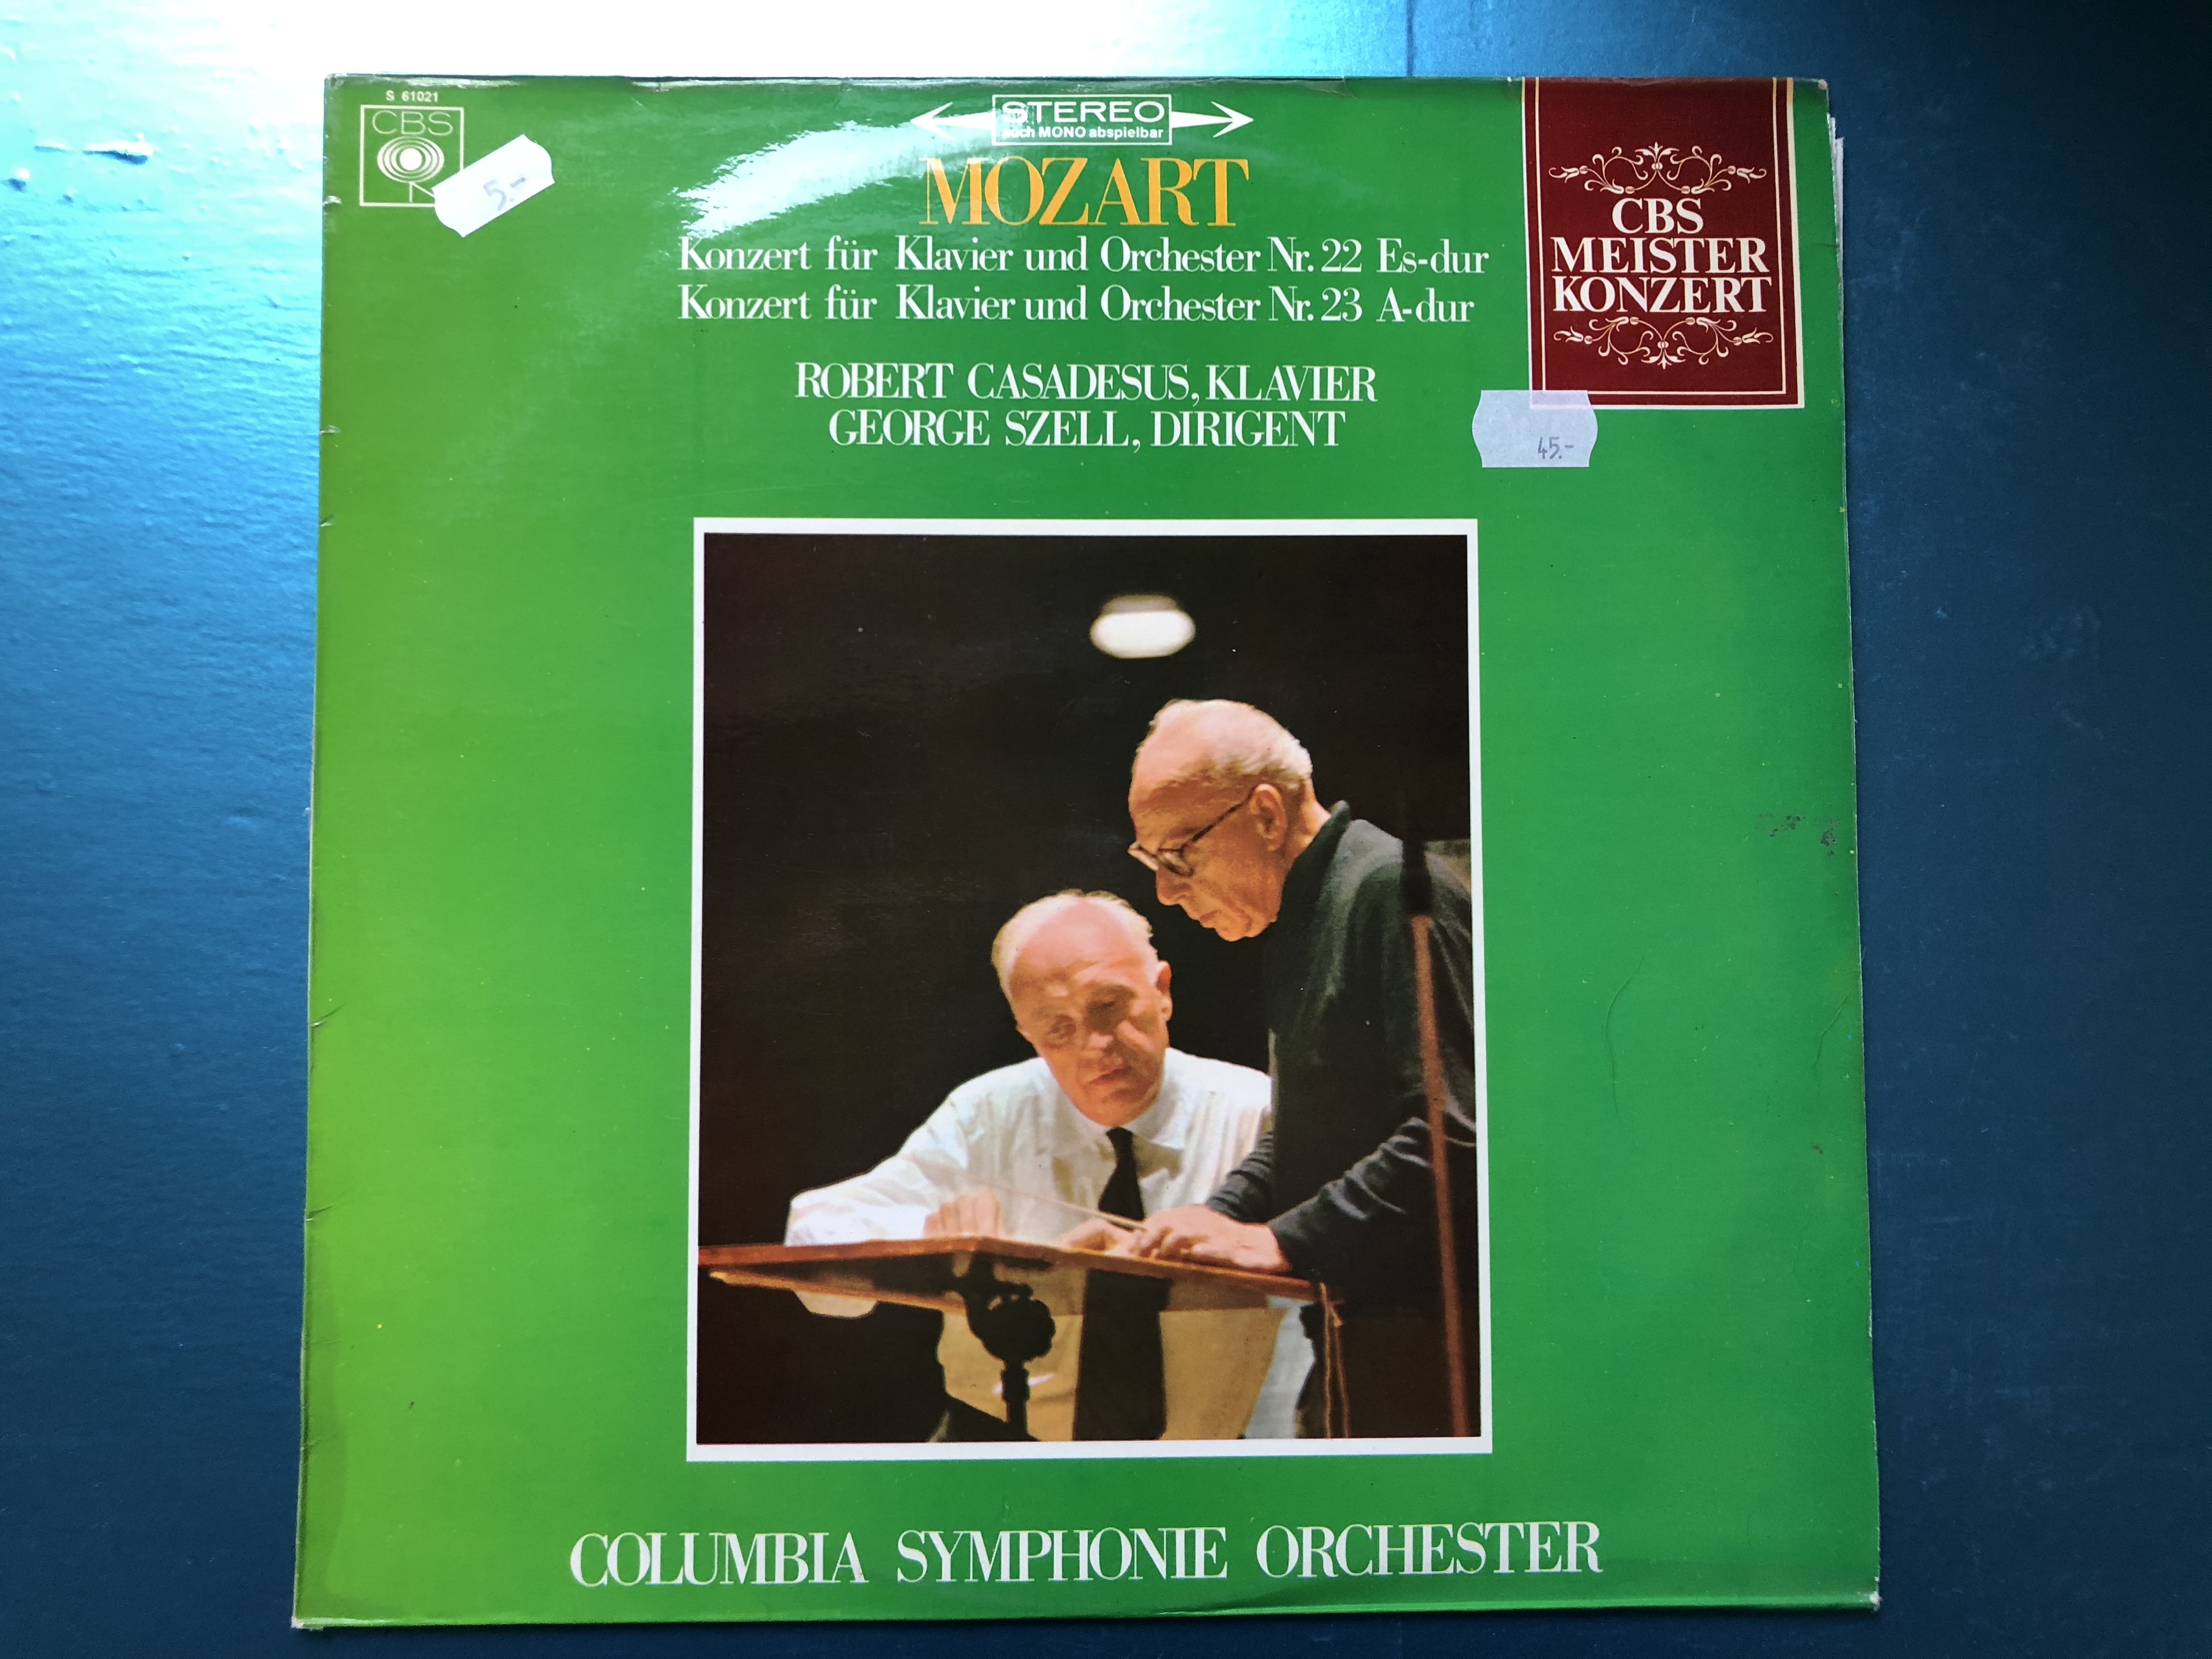 S 61021
CBS
5.-
STEREO
auch MONO abspielbar
MOZART
Konzert für Klavier und Orchester Nr. 22 Es-dur
Konzert für Klavier und Orchester Nr. 23 A-dur
ROBERT CASADESUS, KLAVIER
GEORGE SZELL, DIRIGENT
CBS
MEISTER
KONZERT
45.-
COLUMBIA SYMPHONIE ORCHESTER